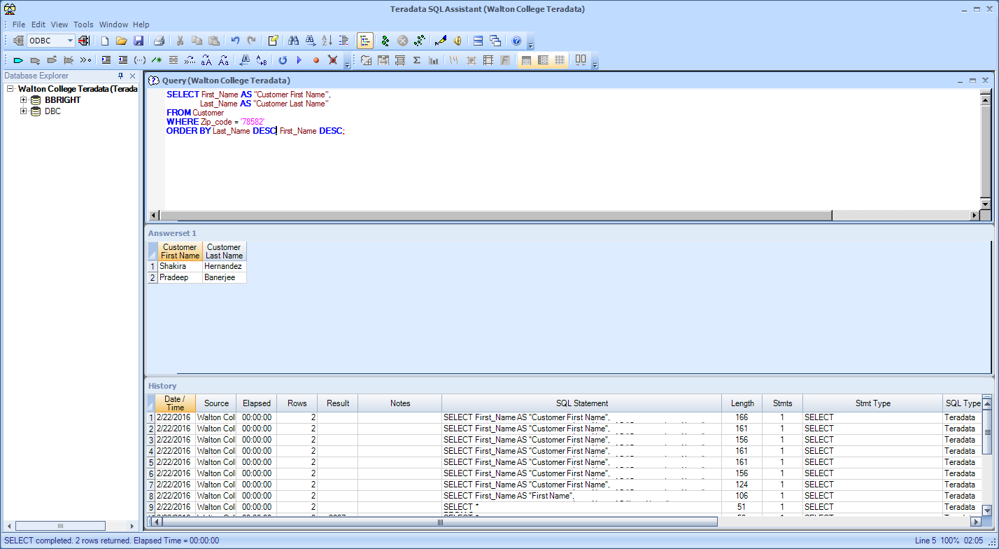 Teradata SQL Assistant (Walton College Teradata)
File Edit View Tools Window Help
ODBC
Database Explorer
Walton College Teradata (Terada
BBRIGHT
DBC
Query (Walton College Teradata)
SELECT First_Name AS "Customer First Name",
Last_Name AS "Customer Last Name"
FROM Customer
WHERE Zip_code = '78582'
ORDER BY Last_Name DESC, First_Name DESC;
Answerset 1
Customer First Name Customer Last Name
1 Shakira Hernandez
2 Pradeep Banerjee
History
Date / Time Source Elapsed Rows Result Notes SQL Statement Length Stmts Stmt Type SQL Type
1 2/22/2016 Walton Coll 00:00:00 2 SELECT First_Name AS "Customer First Name", 166 1 SELECT Teradata
2 2/22/2016 Walton Coll 00:00:00 2 SELECT First_Name AS "Customer First Name", 161 1 SELECT Teradata
3 2/22/2016 Walton Coll 00:00:00 2 SELECT First_Name AS "Customer First Name", 156 1 SELECT Teradata
4 2/22/2016 Walton Coll 00:00:00 2 SELECT First_Name AS "Customer First Name", 161 1 SELECT Teradata
5 2/22/2016 Walton Coll 00:00:00 2 SELECT First_Name AS "Customer First Name", 161 1 SELECT Teradata
6 2/22/2016 Walton Coll 00:00:00 2 SELECT First_Name AS "Customer First Name", 156 1 SELECT Teradata
7 2/22/2016 Walton Coll 00:00:00 2 SELECT First_Name AS "Customer First Name", 124 1 SELECT Teradata
8 2/22/2016 Walton Coll 00:00:00 2 SELECT First_Name AS "First Name", 106 1 SELECT Teradata
9 2/22/2016 Walton Coll 00:00:00 2 SELECT * 51 1 SELECT Teradata
SELECT completed. 2 rows returned. Elapsed Time = 00:00:00
Line 5 100% 02:05